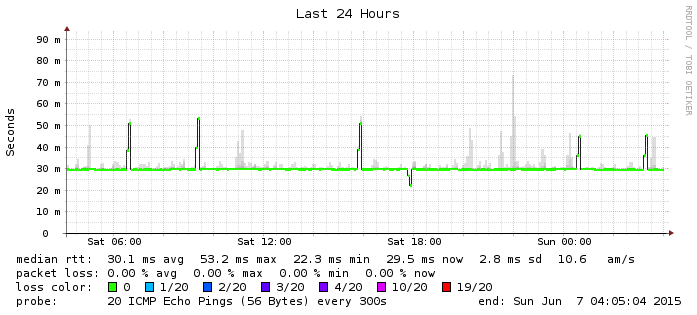 Last 24 Hours
RRDTOOL / TOBI OETIKER
Seconds
90 m
80 m
70 m
60 m
50 m
40 m
30 m
20 m
10 m
0
Sat 06:00 Sat 12:00 Sat 18:00 Sun 00:00
median rtt: 30.1 ms avg 53.2 ms max 22.3 ms min 29.5 ms now 2.8 ms sd 10.6 am/s
packet loss: 0.00 % avg 0.00 % max 0.00 % min 0.00 % now
loss color: 0 1/20 2/20 3/20 4/20 10/20 19/20
probe: 20 ICMP Echo Pings (56 Bytes) every 300s end: Sun Jun 7 04:05:04 2015